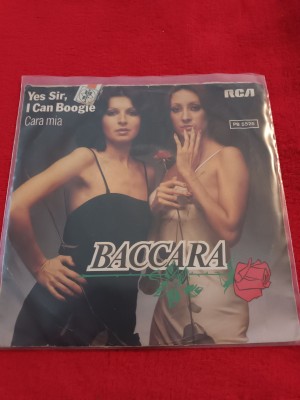 Yes Sir,
I Can Boogie
Cara mia
RCA
BACCARA